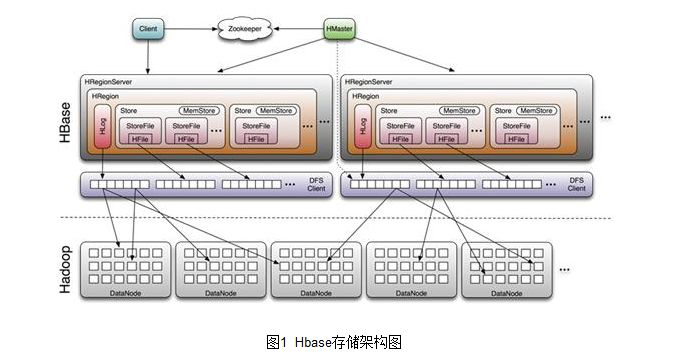 Client
Zookeeper
HMaster
HBase
HRegionServer
HRegion
HLog
Store
MemStore
StoreFile
HFile
StoreFile
HFile
...
Store
MemStore
StoreFile
HFile
...
...
HRegionServer
HRegion
HLog
Store
MemStore
StoreFile
HFile
StoreFile
HFile
...
Store
MemStore
StoreFile
HFile
...
...
...
...
DFS
Client
...
DFS
Client
Hadoop
DataNode
DataNode
DataNode
DataNode
DataNode
...
图1 Hbase存储架构图